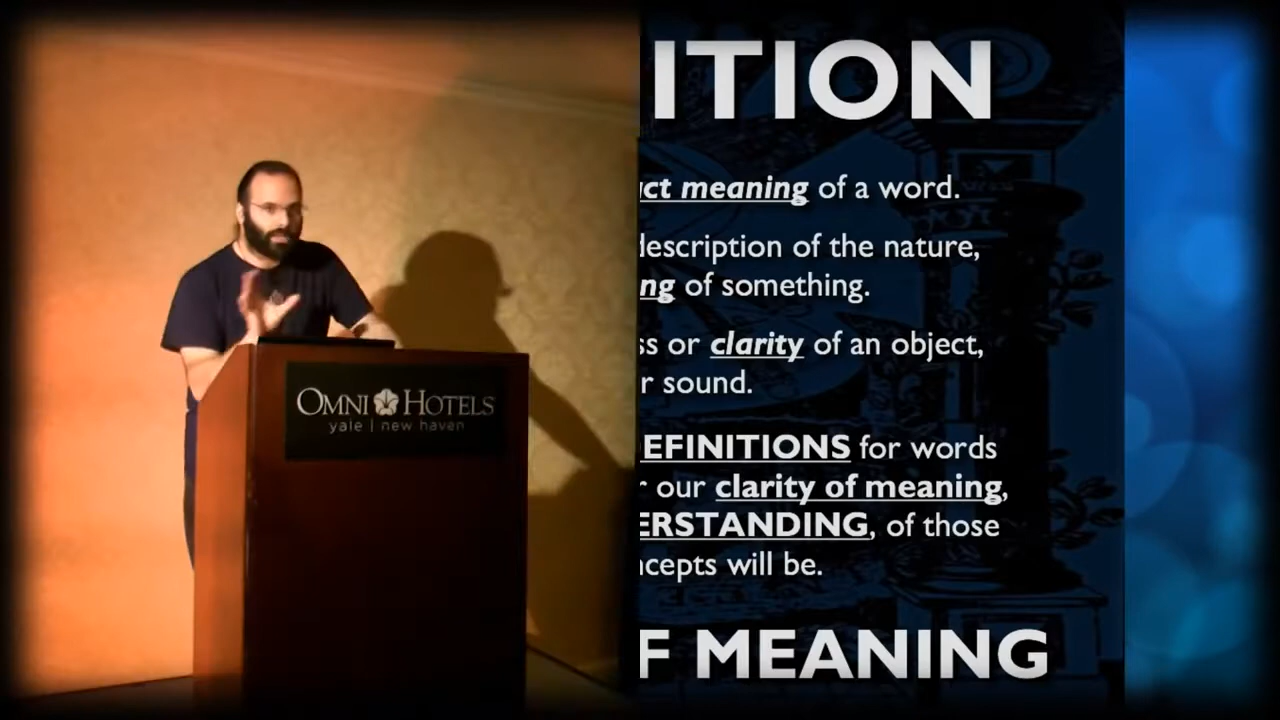 OMNI HOTELS
yale | new haven
ITION
ct meaning of a word.
description of the nature,
ng of something.
ss or clarity of an object,
r sound.
EFINITIONS for words
our clarity of meaning,
ERSTANDING, of those
cepts will be.
F MEANING